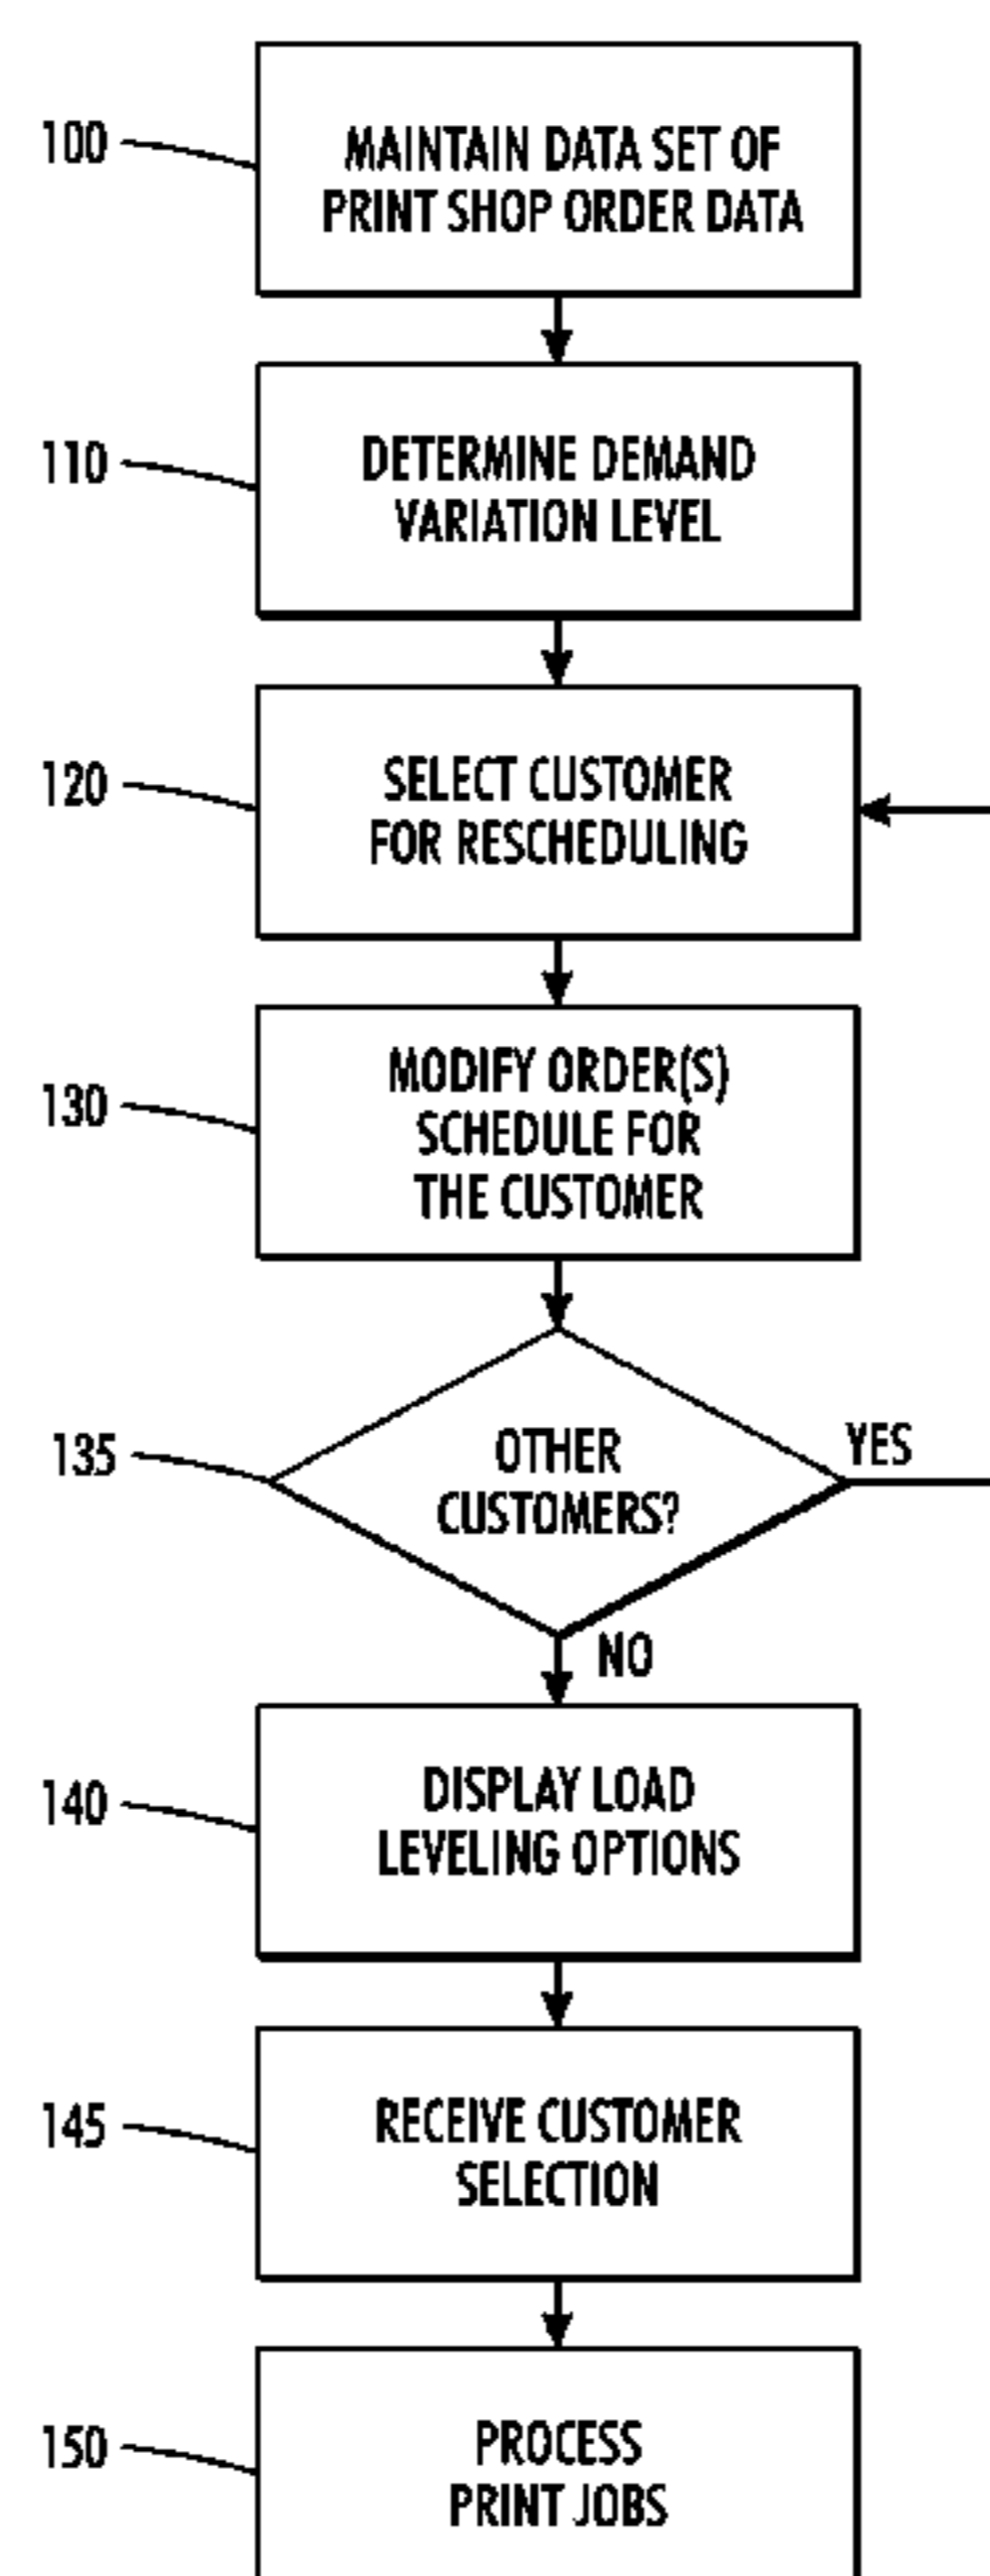 100
MAINTAIN DATA SET OF
PRINT SHOP ORDER DATA
110
DETERMINE DEMAND
VARIATION LEVEL
120
SELECT CUSTOMER
FOR RESCHEDULING
130
MODIFY ORDER(S)
SCHEDULE FOR
THE CUSTOMER
135
OTHER
CUSTOMERS?
YES
NO
140
DISPLAY LOAD
LEVELING OPTIONS
145
RECEIVE CUSTOMER
SELECTION
150
PROCESS
PRINT JOBS